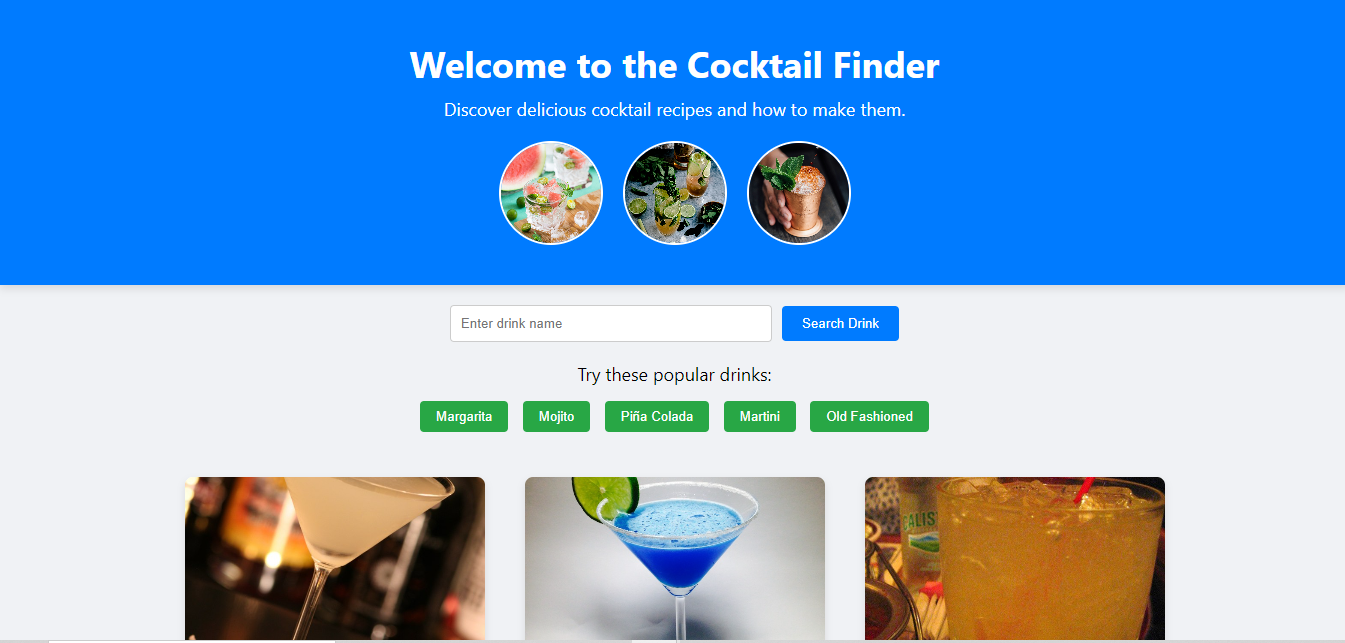 Welcome to the Cocktail Finder
Discover delicious cocktail recipes and how to make them.
Enter drink name
Search Drink
Try these popular drinks:
Margarita
Mojito
Piña Colada
Martini
Old Fashioned
CALIS